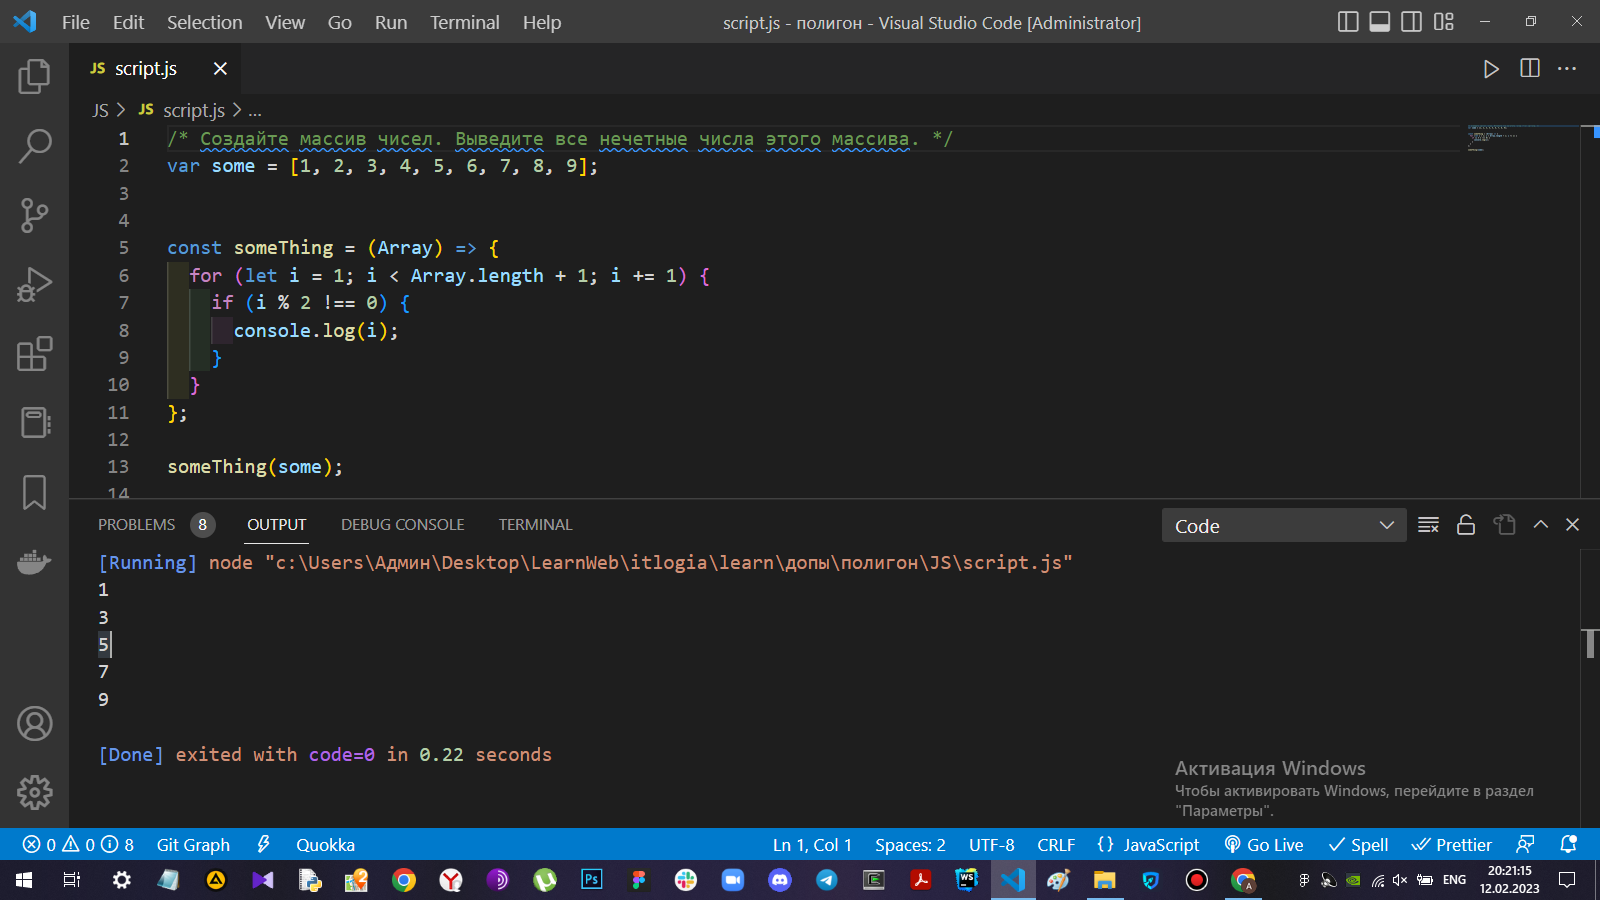 File Edit Selection View Go Run Terminal Help script.js - полигон - Visual Studio Code [Administrator]
JS script.js
JS > JS script.js > ...
1 /* Создайте массив чисел. Выведите все нечетные числа этого массива. */
2 var some = [1, 2, 3, 4, 5, 6, 7, 8, 9];
3
4
5 const someThing = (Array) => {
6 for (let i = 1; i < Array.length + 1; i += 1) {
7 if (i % 2 !== 0) {
8 console.log(i);
9 }
10 }
11 };
12
13 someThing(some);
14
PROBLEMS 8 OUTPUT DEBUG CONSOLE TERMINAL Code
[Running] node "c:\Users\Админ\Desktop\LearnWeb\itlogia\learn\допы\полигон\JS\script.js"
1
3
5
7
9
[Done] exited with code=0 in 0.22 seconds
Активация Windows
Чтобы активировать Windows, перейдите в раздел
"Параметры".
0 0 8 Git Graph Quokka Ln 1, Col 1 Spaces: 2 UTF-8 CRLF {} JavaScript Go Live Spell Prettier
Ps WS ENG 20:21:15
12.02.2023